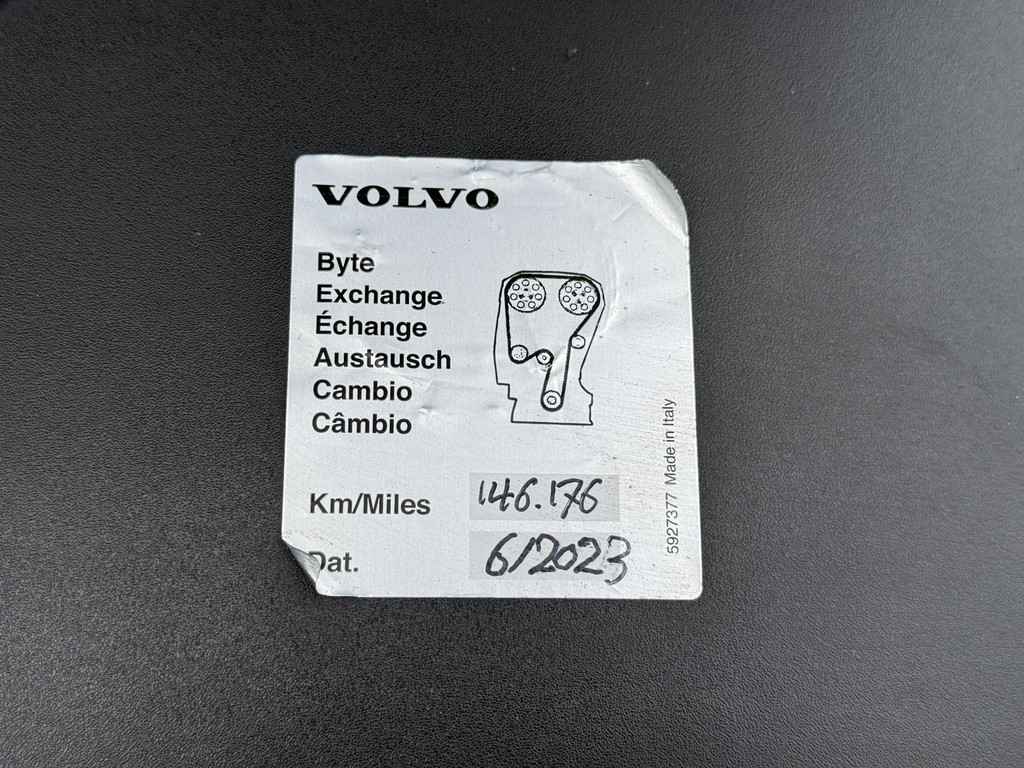 VOLVO
Byte
Exchange
Échange
Austausch
Cambio
Câmbio
Km/Miles 146.176
Dat. 6/2023
5927377 Made in Italy